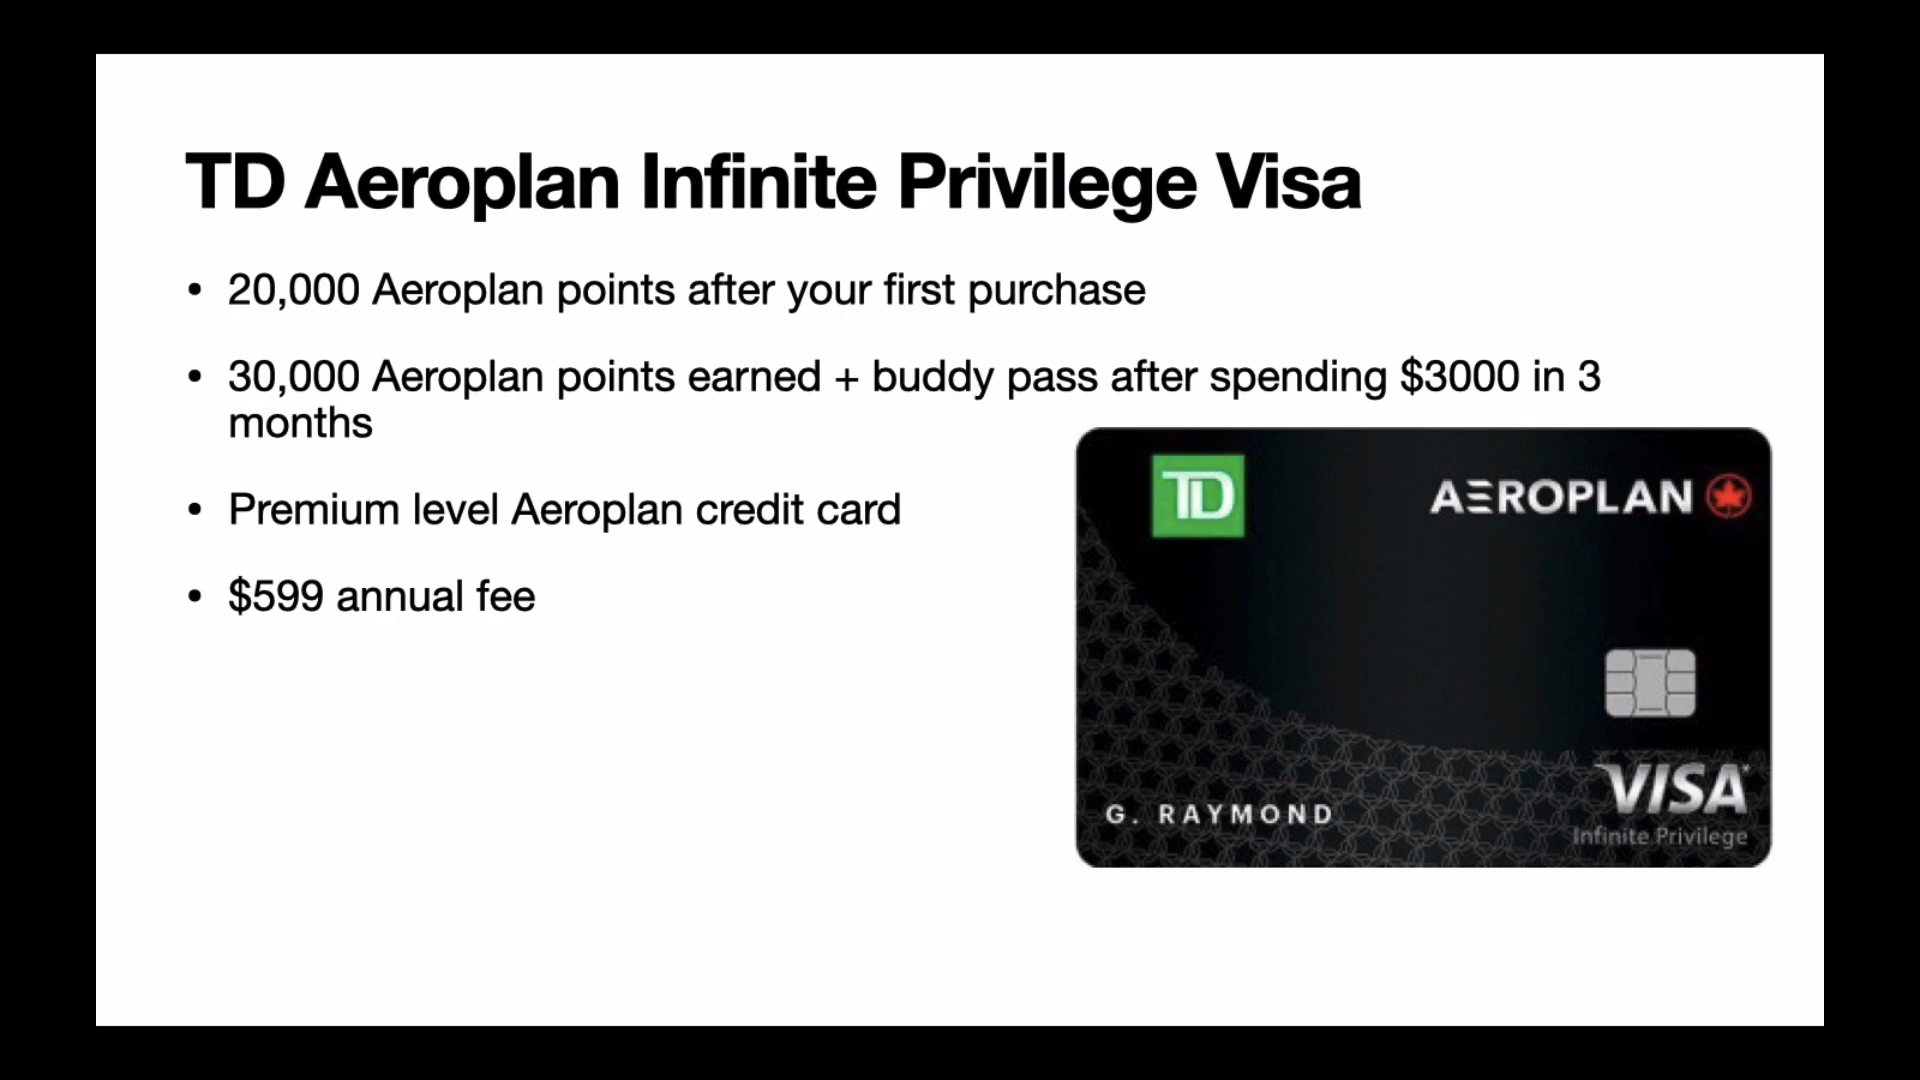 TD Aeroplan Infinite Privilege Visa
• 20,000 Aeroplan points after your first purchase
• 30,000 Aeroplan points earned + buddy pass after spending $3000 in 3
months
• Premium level Aeroplan credit card
• $599 annual fee
TD
AEROPLAN
VISA
G. RAYMOND
Infinite Privilege